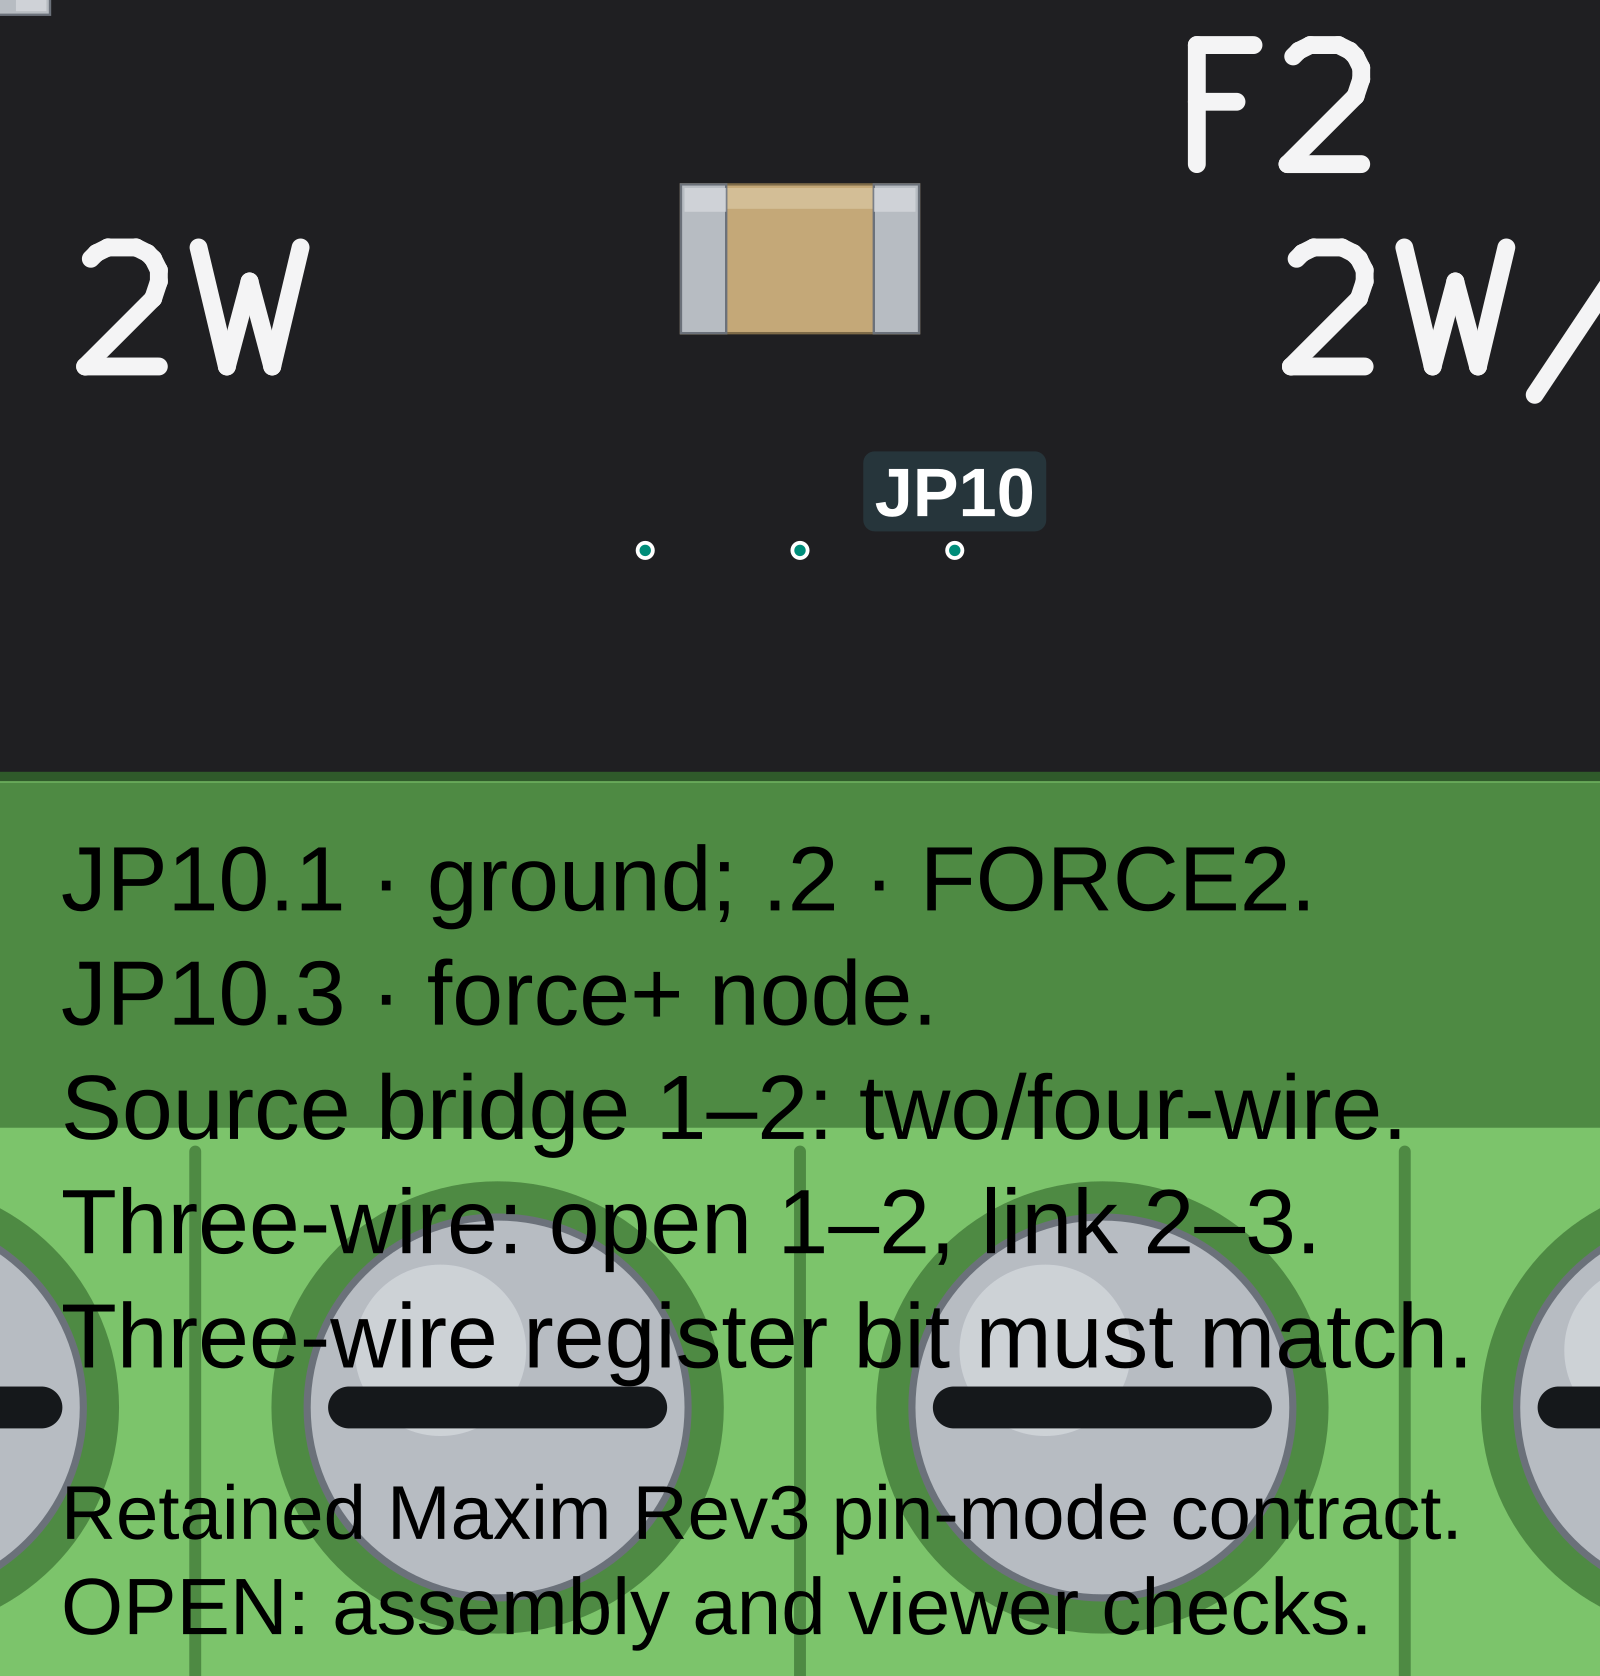 F2
2W
2W/
JP10
JP10.1 · ground; .2 · FORCE2.
JP10.3 · force+ node.
Source bridge 1–2: two/four-wire.
Three-wire: open 1–2, link 2–3.
Three-wire register bit must match.
Retained Maxim Rev3 pin-mode contract.
OPEN: assembly and viewer checks.